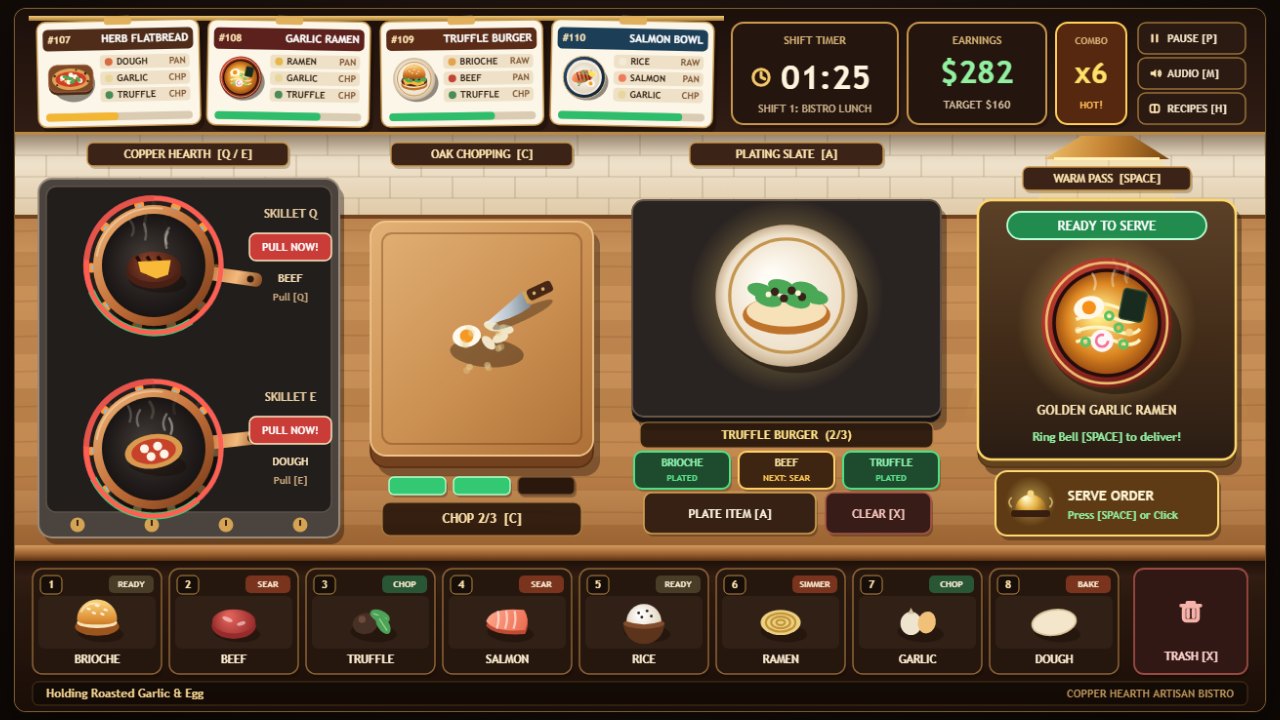 #107 HERB FLATBREAD
DOUGH PAN
GARLIC CHP
TRUFFLE CHP
#108 GARLIC RAMEN
RAMEN PAN
GARLIC CHP
TRUFFLE CHP
#109 TRUFFLE BURGER
BRIOCHE RAW
BEEF PAN
TRUFFLE CHP
#110 SALMON BOWL
RICE RAW
SALMON PAN
GARLIC CHP
SHIFT TIMER
01:25
SHIFT 1: BISTRO LUNCH
EARNINGS
$282
TARGET $160
COMBO
x6
HOT!
PAUSE [P]
AUDIO [M]
RECIPES [H]
COPPER HEARTH [Q / E]
OAK CHOPPING [C]
PLATING SLATE [A]
WARM PASS [SPACE]
SKILLET Q
PULL NOW!
BEEF
Pull [Q]
SKILLET E
PULL NOW!
DOUGH
Pull [E]
CHOP 2/3 [C]
TRUFFLE BURGER (2/3)
BRIOCHE
PLATED
BEEF
NEXT: SEAR
TRUFFLE
PLATED
PLATE ITEM [A]
CLEAR [X]
READY TO SERVE
GOLDEN GARLIC RAMEN
Ring Bell [SPACE] to deliver!
SERVE ORDER
Press [SPACE] or Click
1 READY
BRIOCHE
2 SEAR
BEEF
3 CHOP
TRUFFLE
4 SEAR
SALMON
5 READY
RICE
6 SIMMER
RAMEN
7 CHOP
GARLIC
8 BAKE
DOUGH
TRASH [X]
Holding Roasted Garlic & Egg
COPPER HEARTH ARTISAN BISTRO